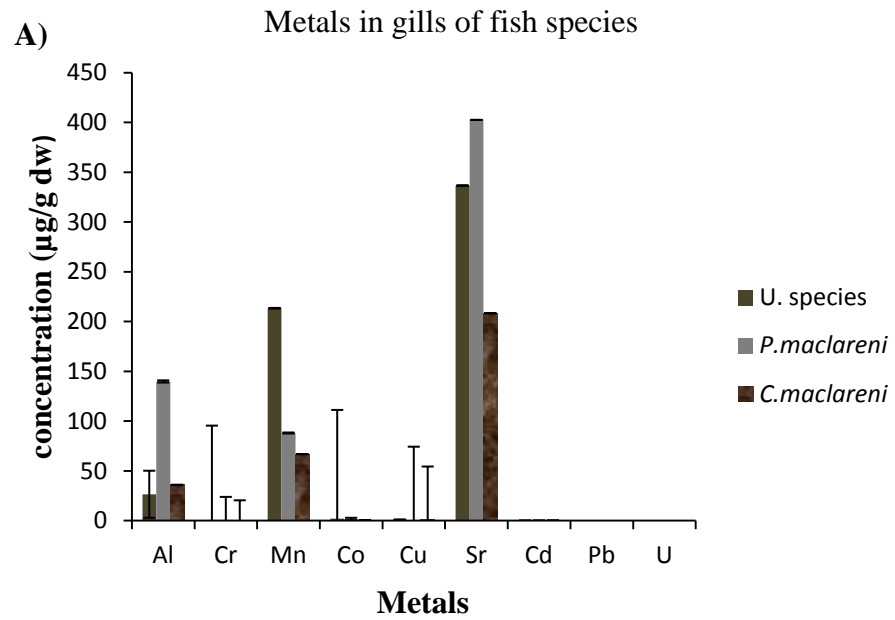 A)
Metals in gills of fish species
concentration (µg/g dw)
450
400
350
300
250
200
150
100
50
0
Al Cr Mn Co Cu Sr Cd Pb U
Metals
U. species
P.maclareni
C.maclareni